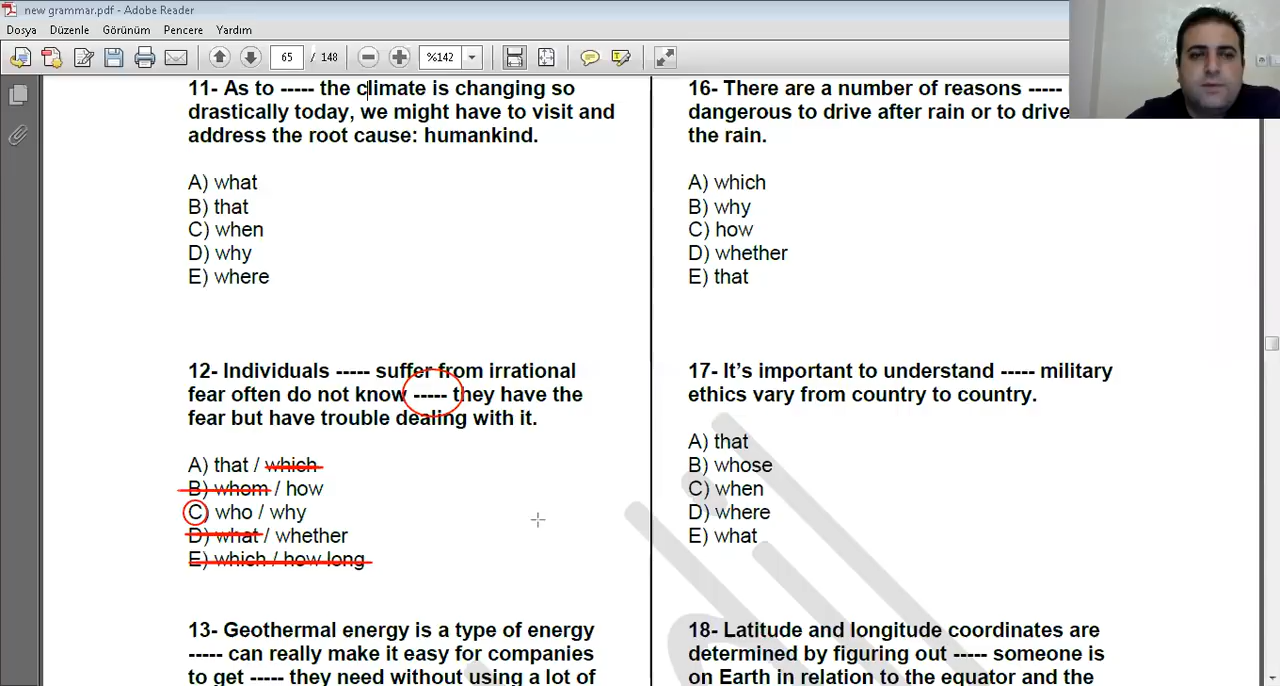 new grammar.pdf - Adobe Reader
Dosya Düzenle Görünüm Pencere Yardım
65 / 148 %142
11- As to ----- the climate is changing so
drastically today, we might have to visit and
address the root cause: humankind.
A) what
B) that
C) when
D) why
E) where
12- Individuals ----- suffer from irrational
fear often do not know ----- they have the
fear but have trouble dealing with it.
A) that / which
B) whom / how
C) who / why
D) what / whether
E) which / how long
13- Geothermal energy is a type of energy
----- can really make it easy for companies
to get ----- they need without using a lot of
16- There are a number of reasons -----
dangerous to drive after rain or to drive
the rain.
A) which
B) why
C) how
D) whether
E) that
17- It's important to understand ----- military
ethics vary from country to country.
A) that
B) whose
C) when
D) where
E) what
18- Latitude and longitude coordinates are
determined by figuring out ----- someone is
on Earth in relation to the equator and the